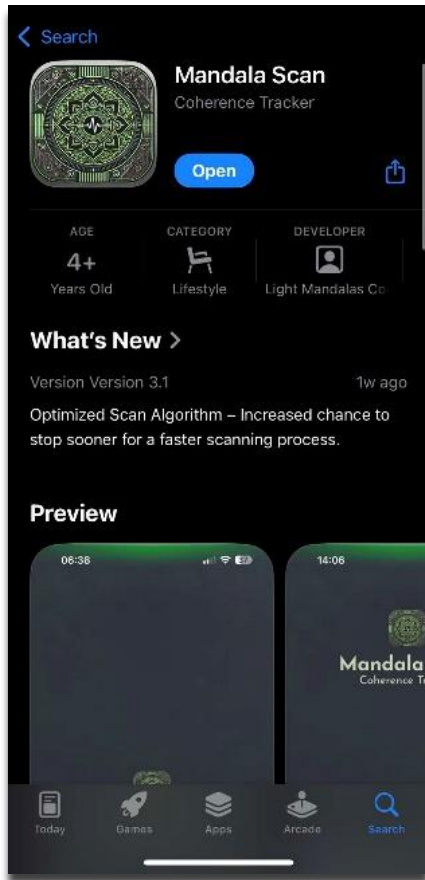 Search
Mandala Scan
Coherence Tracker
Open
AGE
4+
Years Old
CATEGORY
Lifestyle
DEVELOPER
Light Mandalas Co
What's New >
Version Version 3.1
1w ago
Optimized Scan Algorithm – Increased chance to
stop sooner for a faster scanning process.
Preview
06:38
14:06
Mandala
Coherence T
Today
Games
Apps
Arcade
Search